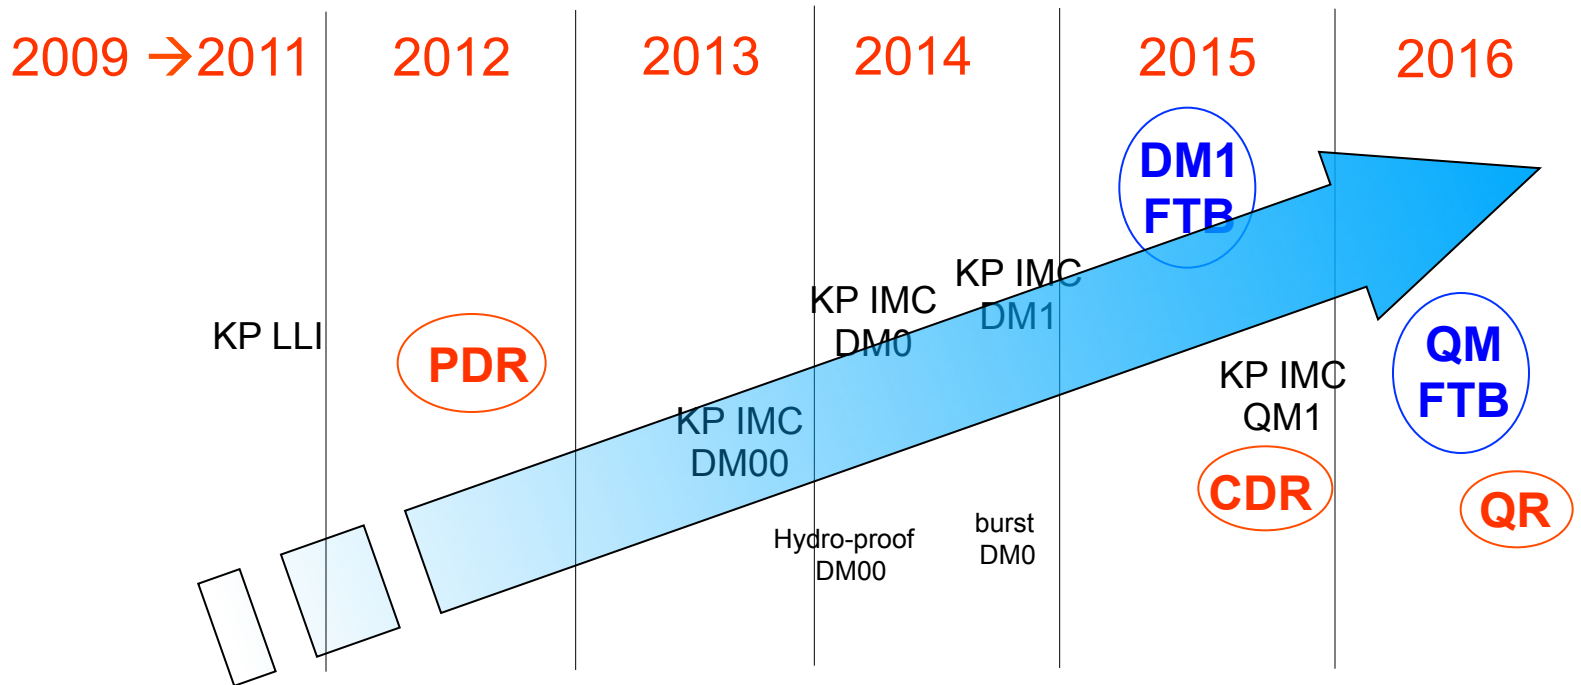 2009 →2011
2012
2013
2014
2015
2016
DM1
FTB
KP IMC
DM1
KP IMC
DM0
KP LLI
PDR
QM
FTB
KP IMC
QM1
KP IMC
DM00
CDR
QR
Hydro-proof
DM00
burst
DM0